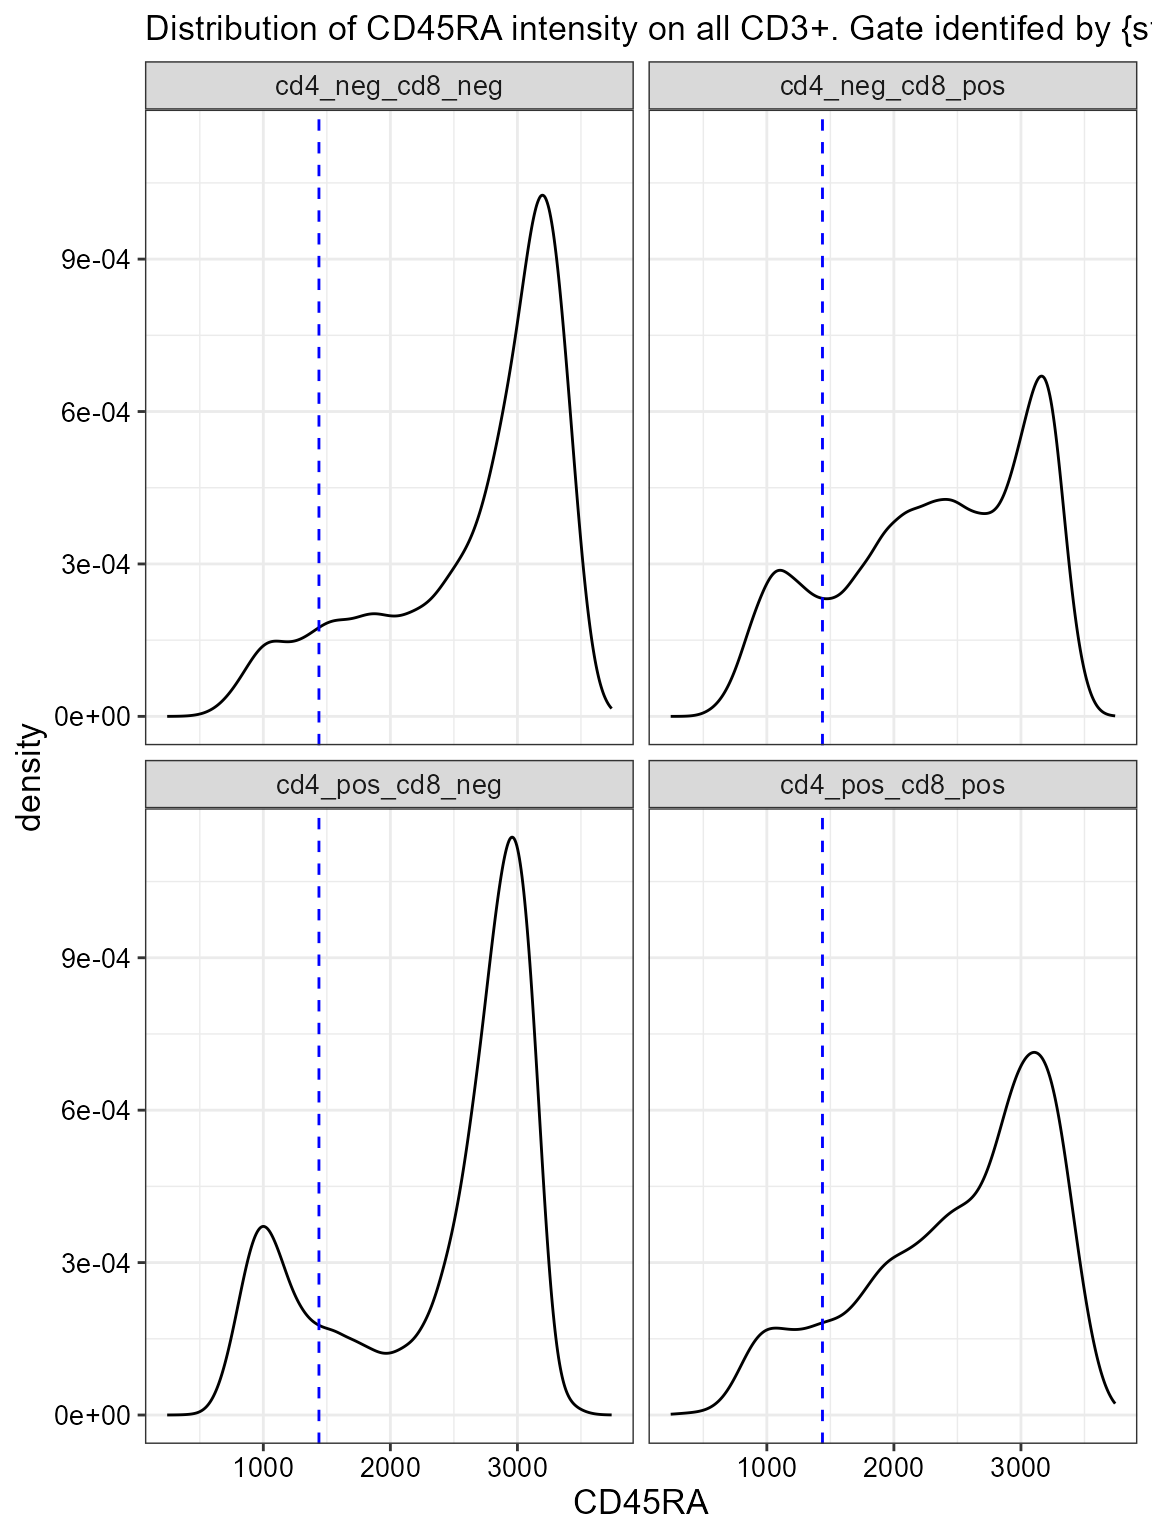 Distribution of CD45RA intensity on all CD3+. Gate identifed by {s
cd4_neg_cd8_neg
cd4_neg_cd8_pos
9e-04
6e-04
3e-04
0e+00
cd4_pos_cd8_neg
cd4_pos_cd8_pos
9e-04
6e-04
3e-04
0e+00
density
1000 2000 3000
1000 2000 3000
CD45RA